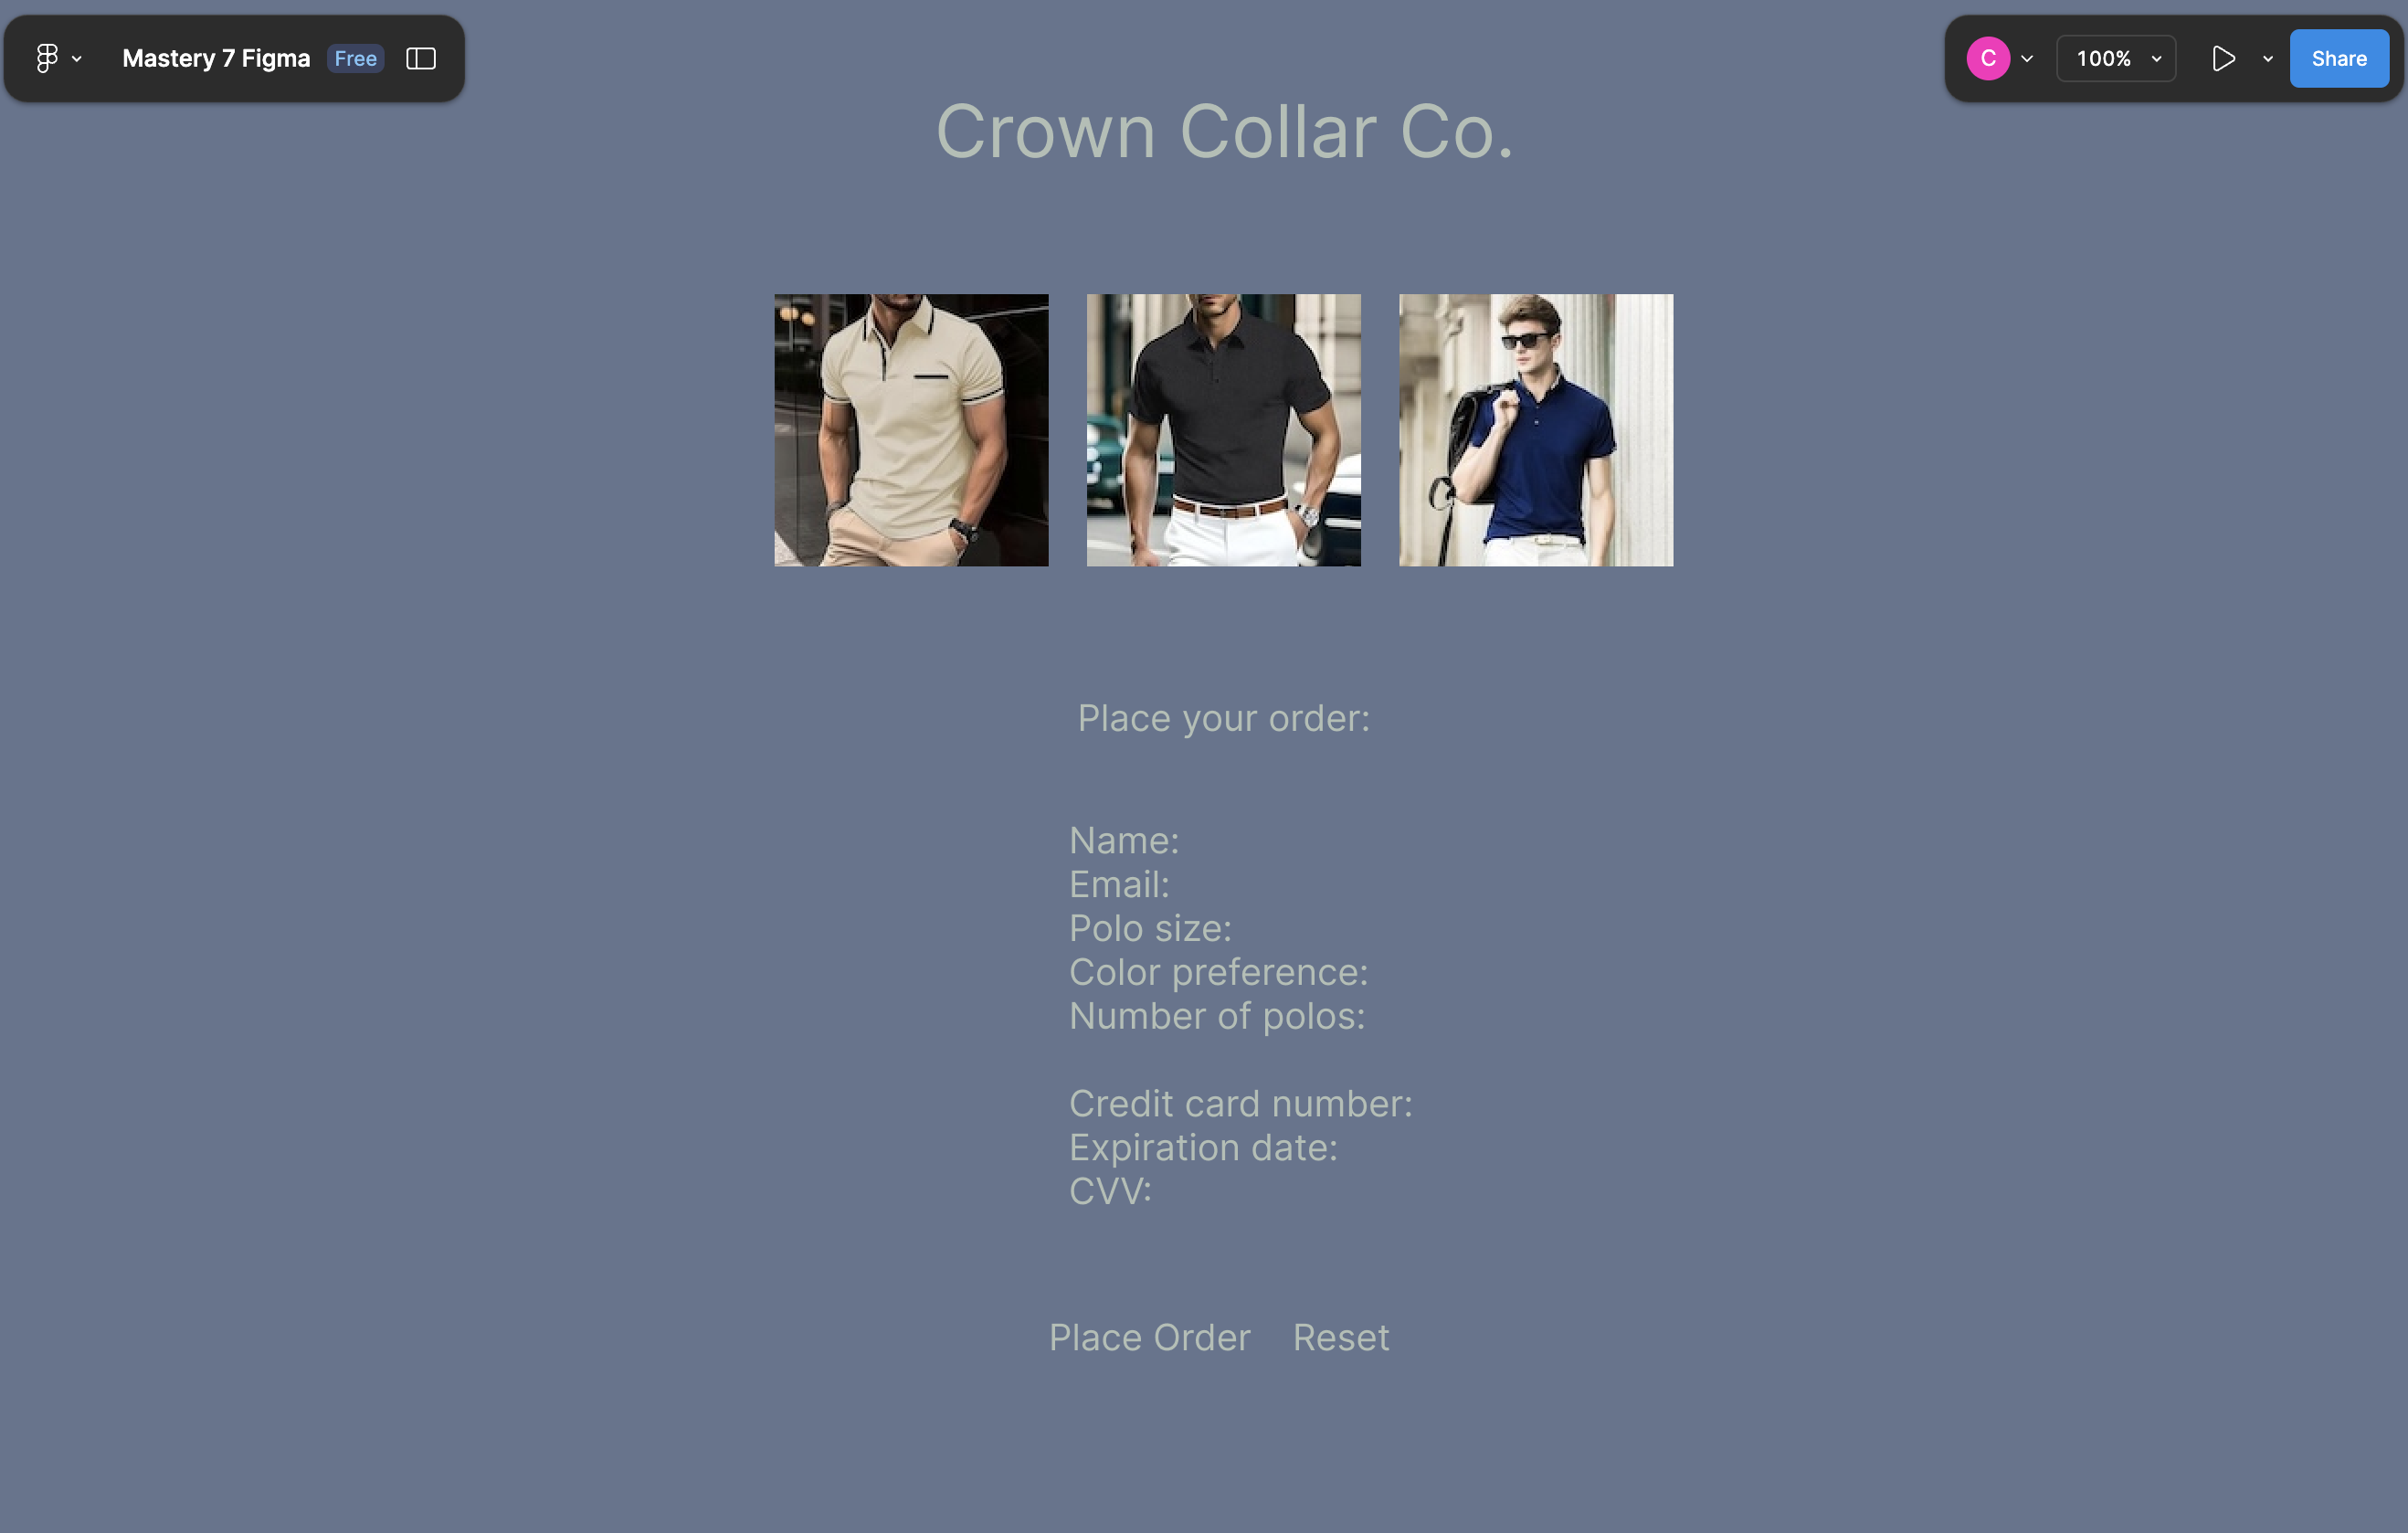 Mastery 7 Figma Free
C 100% Share
Crown Collar Co.
Place your order:
Name:
Email:
Polo size:
Color preference:
Number of polos:
Credit card number:
Expiration date:
CVV:
Place Order Reset